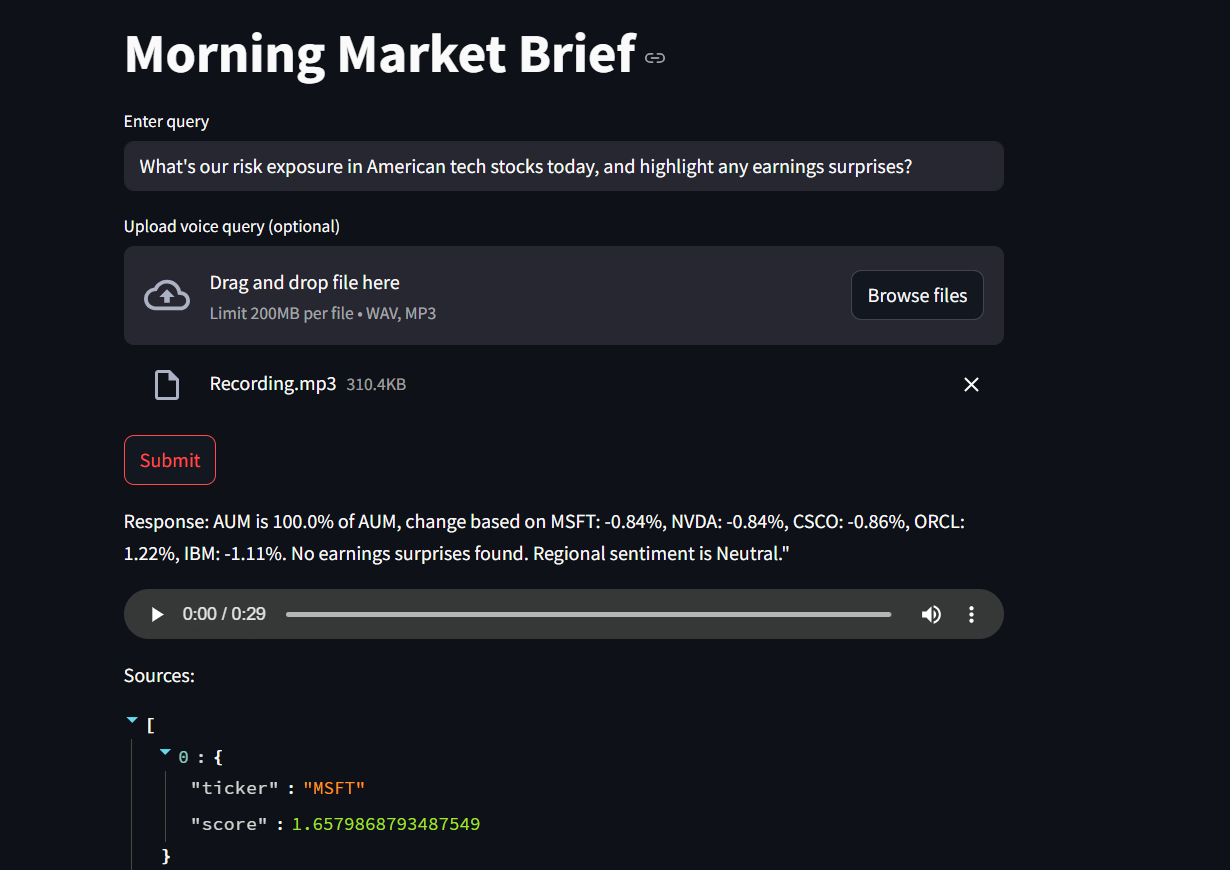 Morning Market Brief
Enter query
What's our risk exposure in American tech stocks today, and highlight any earnings surprises?
Upload voice query (optional)
Drag and drop file here
Limit 200MB per file • WAV, MP3
Browse files
Recording.mp3 310.4KB
Submit
Response: AUM is 100.0% of AUM, change based on MSFT: -0.84%, NVDA: -0.84%, CSCO: -0.86%, ORCL:
1.22%, IBM: -1.11%. No earnings surprises found. Regional sentiment is Neutral."
0:00 / 0:29
Sources:
[
0 : {
"ticker" : "MSFT"
"score" : 1.6579868793487549
}